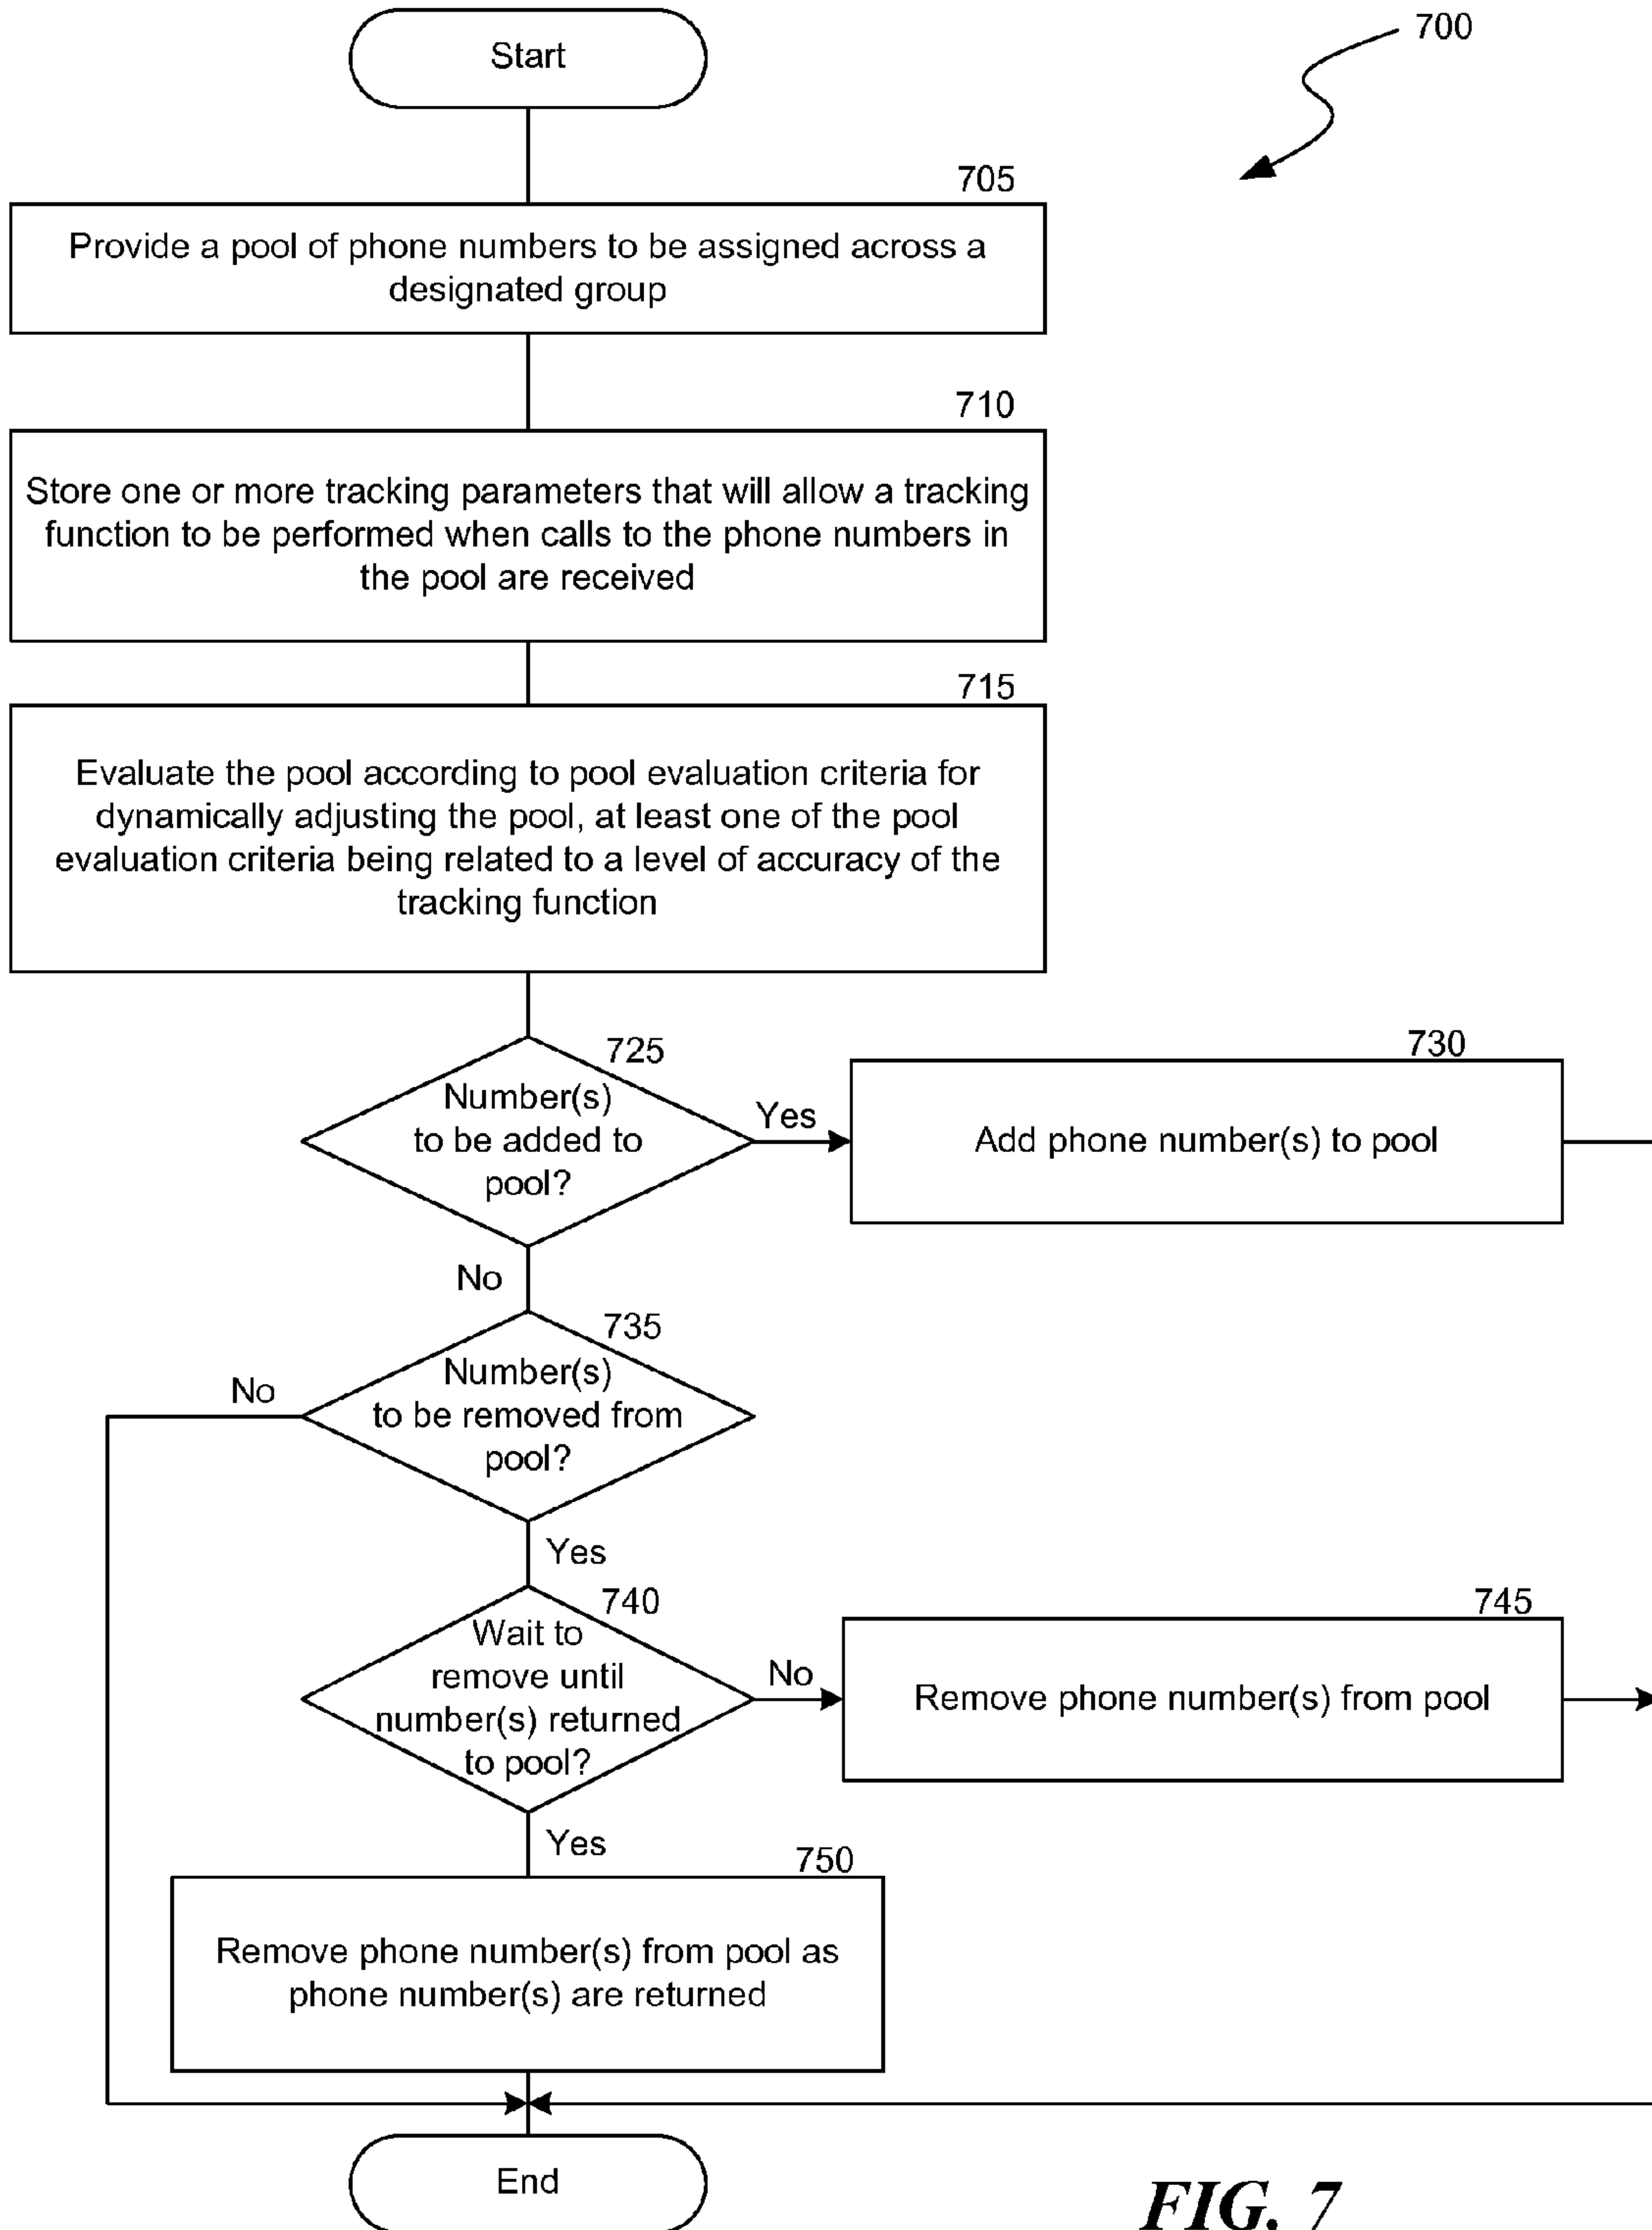 Start
700
705
Provide a pool of phone numbers to be assigned across a
designated group
710
Store one or more tracking parameters that will allow a tracking
function to be performed when calls to the phone numbers in
the pool are received
715
Evaluate the pool according to pool evaluation criteria for
dynamically adjusting the pool, at least one of the pool
evaluation criteria being related to a level of accuracy of the
tracking function
725
Number(s)
to be added to
pool?
Yes
730
Add phone number(s) to pool
No
735
Number(s)
to be removed from
pool?
No
Yes
740
Wait to
remove until
number(s) returned
to pool?
No
745
Remove phone number(s) from pool
Yes
750
Remove phone number(s) from pool as
phone number(s) are returned
End
FIG. 7